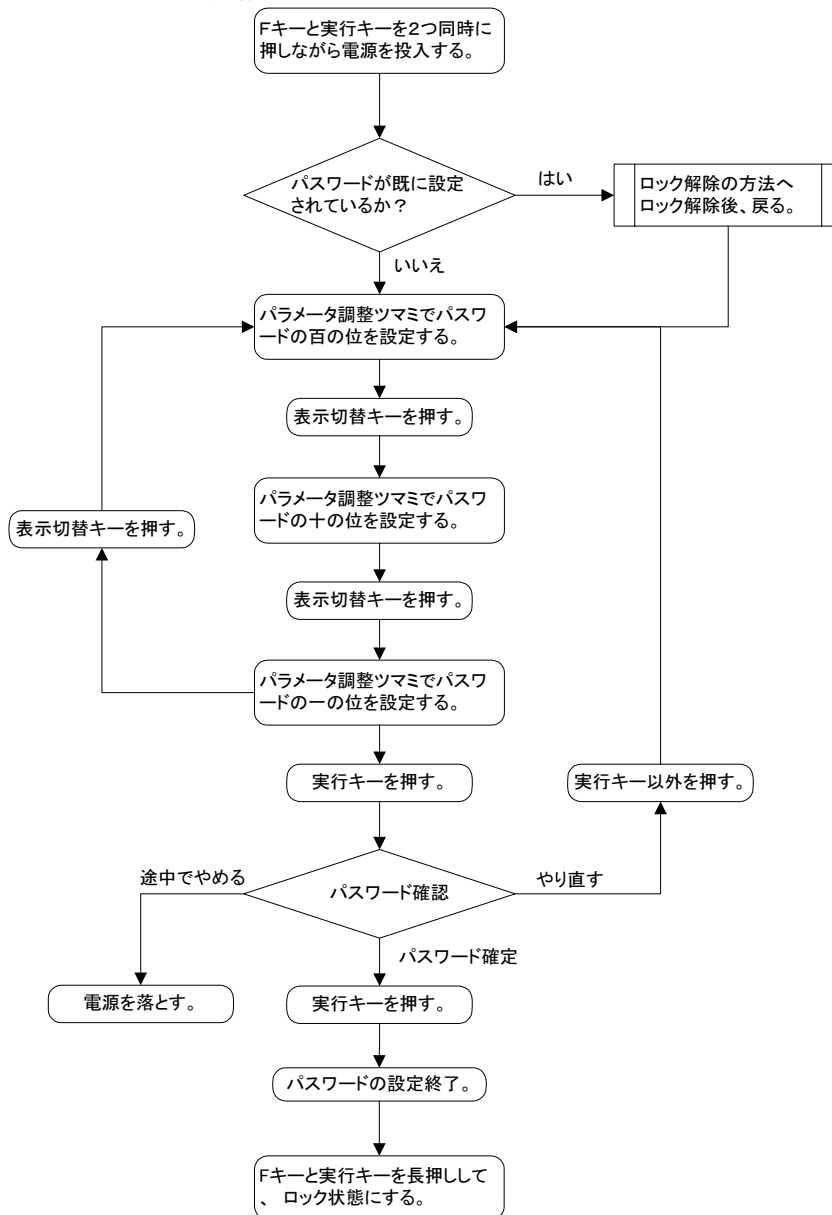 Fキーと実行キーを2つ同時に
押しながら電源を投入する。
パスワードが既に設定
されているか？
はい
ロック解除の方法へ
ロック解除後、戻る。
いいえ
パラメータ調整ツマミでパスワ
ードの百の位を設定する。
表示切替キーを押す。
パラメータ調整ツマミでパスワ
ードの十の位を設定する。
表示切替キーを押す。
表示切替キーを押す。
パラメータ調整ツマミでパスワ
ードの一の位を設定する。
実行キーを押す。
実行キー以外を押す。
途中でやめる
パスワード確認
やり直す
パスワード確定
電源を落とす。
実行キーを押す。
パスワードの設定終了。
Fキーと実行キーを長押しして
、 ロック状態にする。